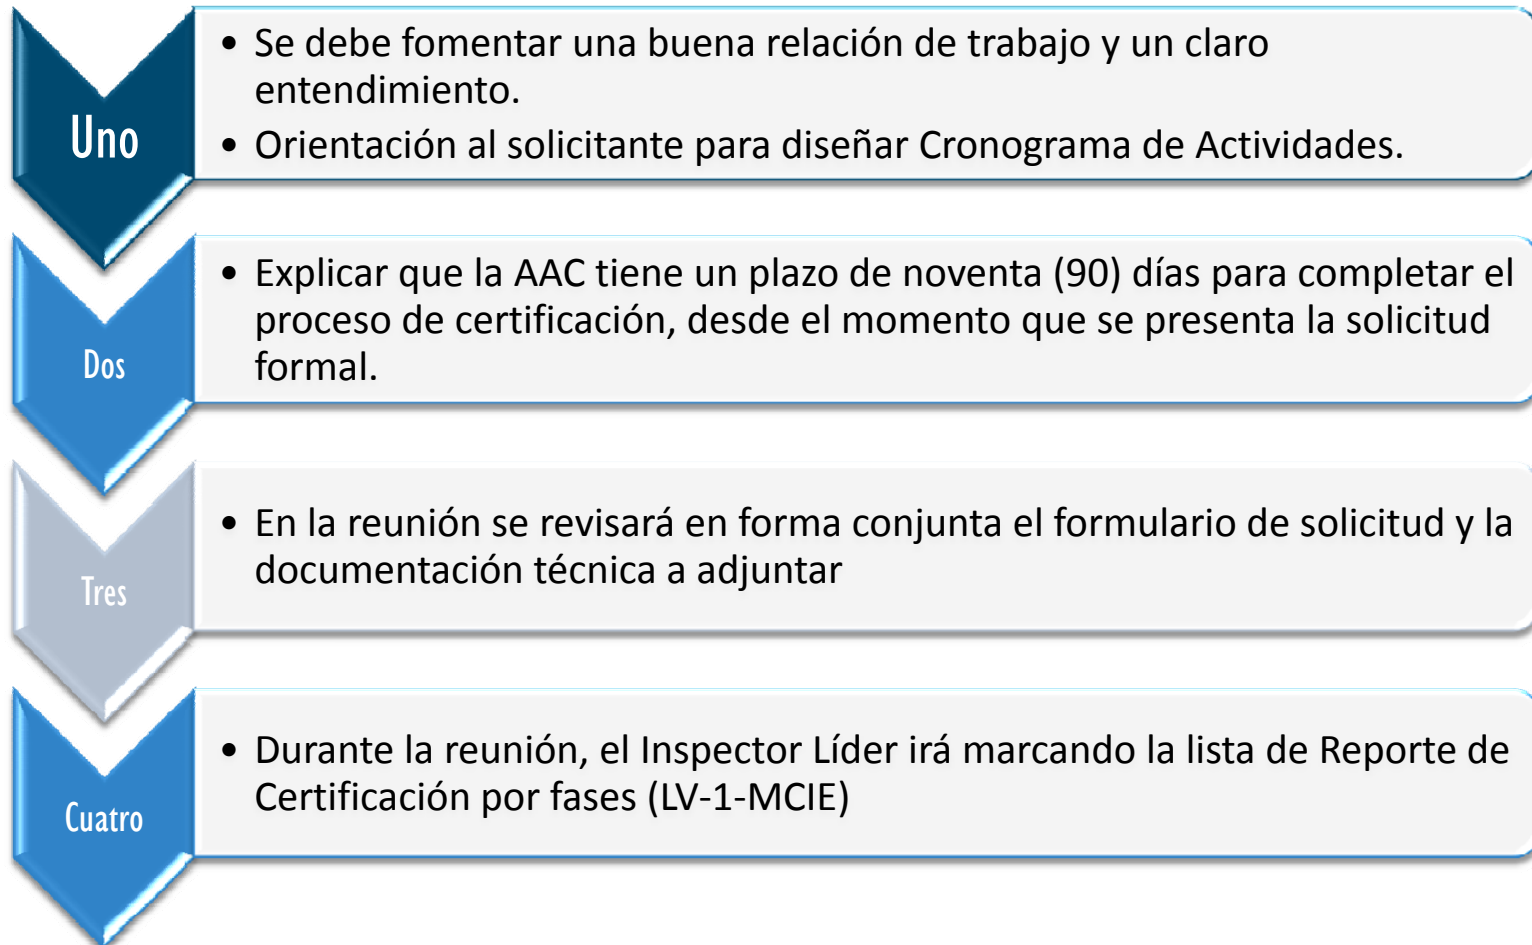 Uno
• Se debe fomentar una buena relación de trabajo y un claro
entendimiento.
• Orientación al solicitante para diseñar Cronograma de Actividades.
Dos
• Explicar que la AAC tiene un plazo de noventa (90) días para completar el
proceso de certificación, desde el momento que se presenta la solicitud
formal.
Tres
• En la reunión se revisará en forma conjunta el formulario de solicitud y la
documentación técnica a adjuntar
Cuatro
• Durante la reunión, el Inspector Líder irá marcando la lista de Reporte de
Certificación por fases (LV-1-MCIE)